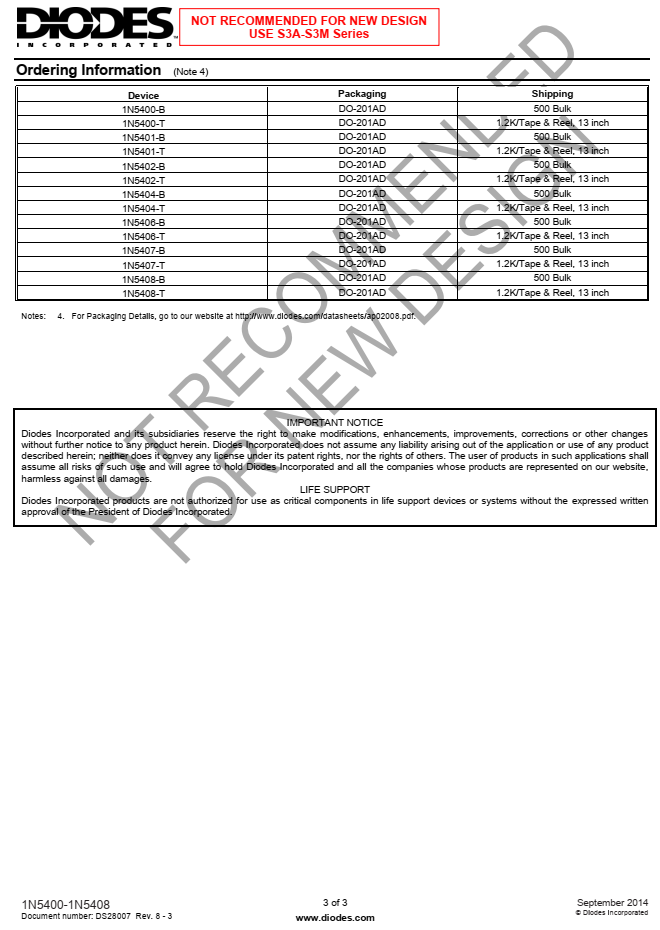 DIODES™
INCORPORATED
NOT RECOMMENDED FOR NEW DESIGN
USE S3A-S3M Series
Ordering Information (Note 4)
Device Packaging Shipping
1N5400-B DO-201AD 500 Bulk
1N5400-T DO-201AD 1.2K/Tape & Reel, 13 inch
1N5401-B DO-201AD 500 Bulk
1N5401-T DO-201AD 1.2K/Tape & Reel, 13 inch
1N5402-B DO-201AD 500 Bulk
1N5402-T DO-201AD 1.2K/Tape & Reel, 13 inch
1N5404-B DO-201AD 500 Bulk
1N5404-T DO-201AD 1.2K/Tape & Reel, 13 inch
1N5406-B DO-201AD 500 Bulk
1N5406-T DO-201AD 1.2K/Tape & Reel, 13 inch
1N5407-B DO-201AD 500 Bulk
1N5407-T DO-201AD 1.2K/Tape & Reel, 13 inch
1N5408-B DO-201AD 500 Bulk
1N5408-T DO-201AD 1.2K/Tape & Reel, 13 inch
Notes: 4. For Packaging Details, go to our website at http://www.diodes.com/datasheets/ap02008.pdf.
NOT RECOMMENDED
FOR NEW DESIGN
IMPORTANT NOTICE
Diodes Incorporated and its subsidiaries reserve the right to make modifications, enhancements, improvements, corrections or other changes
without further notice to any product herein. Diodes Incorporated does not assume any liability arising out of the application or use of any product
described herein; neither does it convey any license under its patent rights, nor the rights of others. The user of products in such applications shall
assume all risks of such use and will agree to hold Diodes Incorporated and all the companies whose products are represented on our website,
harmless against all damages.
LIFE SUPPORT
Diodes Incorporated products are not authorized for use as critical components in life support devices or systems without the expressed written
approval of the President of Diodes Incorporated.
1N5400-1N5408 3 of 3 September 2014
Document number: DS28007 Rev. 8 - 3 www.diodes.com © Diodes Incorporated